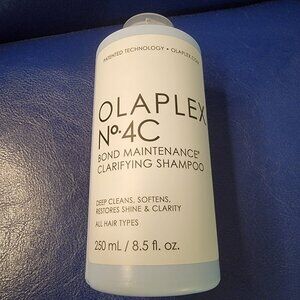 PATENTED TECHNOLOGY • OLAPLEX.COM
OLAPLEX
Nº.4C
BOND MAINTENANCE®
CLARIFYING SHAMPOO
DEEP CLEANS, SOFTENS,
RESTORES SHINE & CLARITY
ALL HAIR TYPES
250 mL / 8.5 fl. oz.